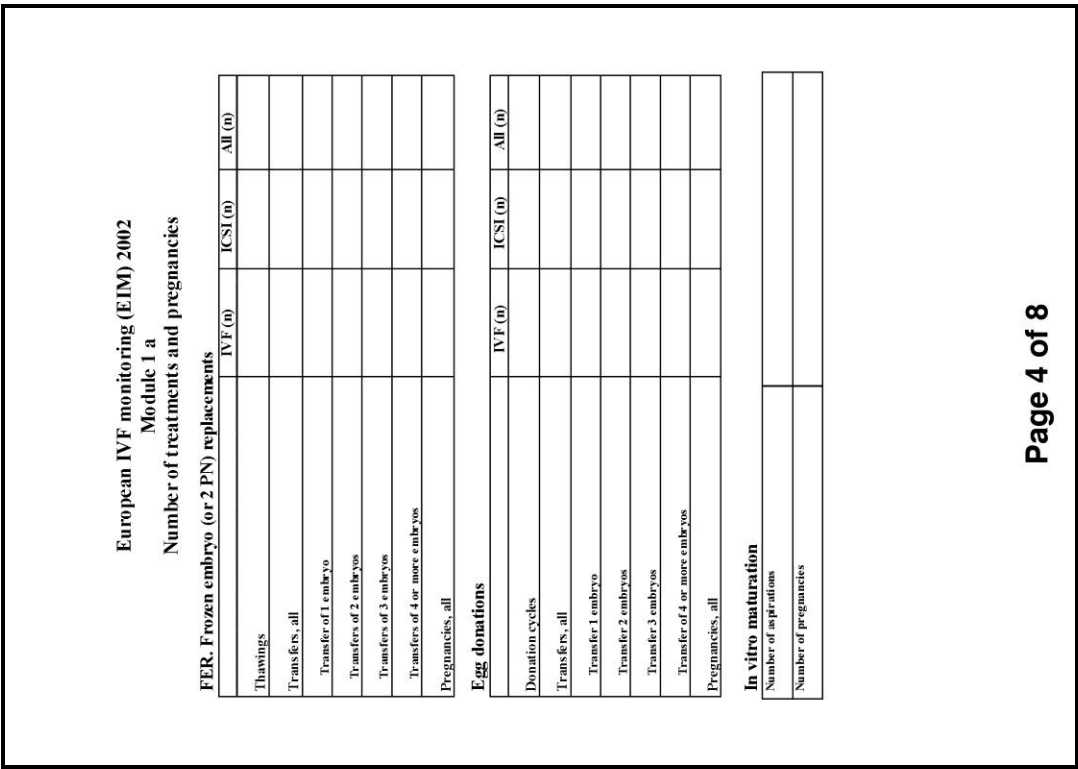 European IVF monitoring (EIM) 2002
Module 1 a
Number of treatments and pregnancies
FER. Frozen embryo (or 2 PN) replacements
IVF (n) ICSI (n) All (n)
Thawings
Transfers, all
Transfer of 1 embryo
Transfers of 2 embryos
Transfers of 3 embryos
Transfers of 4 or more embryos
Pregnancies, all
Egg donations
IVF (n) ICSI (n) All (n)
Donation cycles
Transfers, all
Transfer 1 embryo
Transfer 2 embryos
Transfer 3 embryos
Transfer of 4 or more embryos
Pregnancies, all
In vitro maturation
Number of aspirations
Number of pregnancies
Page 4 of 8